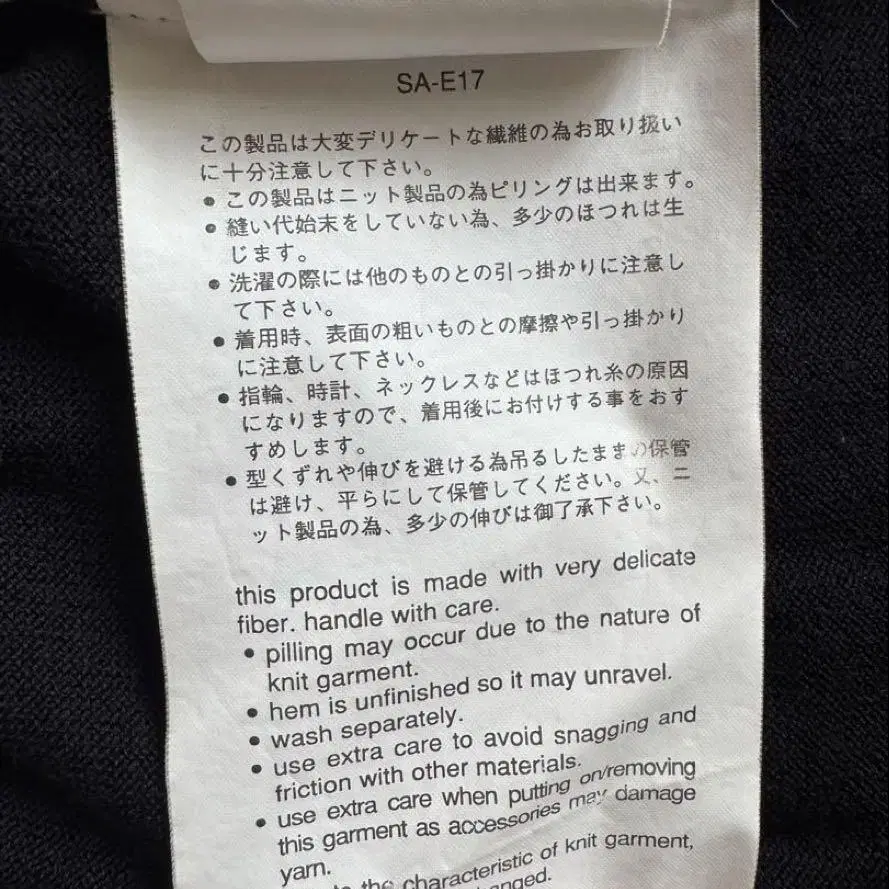 SA-E17
この製品は大変デリケートな繊維の為お取り扱い
に十分注意して下さい。
● この製品はニット製品の為ピリングは出来ます。
● 縫い代始末をしていない為、多少のほつれは生
じます。
● 洗濯の際には他のものとの引っ掛かりに注意し
て下さい。
● 着用時、表面の粗いものとの摩擦や引っ掛かり
に注意して下さい。
● 指輪、時計、ネックレスなどはほつれ糸の原因
になりますので、着用後にお付けする事をおす
すめします。
● 型くずれや伸びを避ける為吊るしたままの保管
は避け、平らにして保管してください。又、ニ
ット製品の為、多少の伸びは御了承下さい。
this product is made with very delicate
fiber. handle with care.
● pilling may occur due to the nature of
knit garment.
● hem is unfinished so it may unravel.
● wash separately.
● use extra care to avoid snagging and
friction with other materials.
● use extra care when putting on/removing
this garment as accessories may damage
yarn.
the characteristic of knit garment,